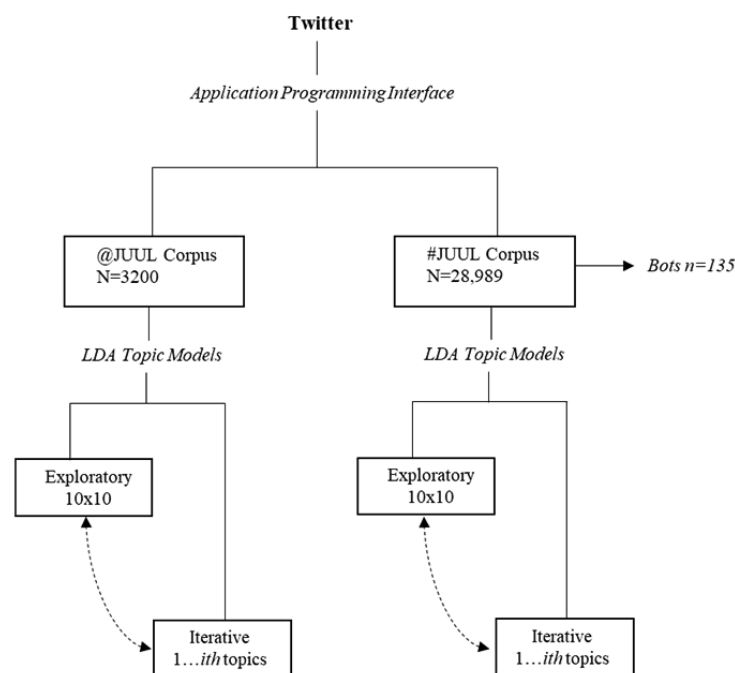 Twitter
Application Programming Interface
@JUUL Corpus
N=3200
#JUUL Corpus
N=28,989
Bots n=135
LDA Topic Models
LDA Topic Models
Exploratory
10x10
Exploratory
10x10
Iterative
1…ith topics
Iterative
1…ith topics